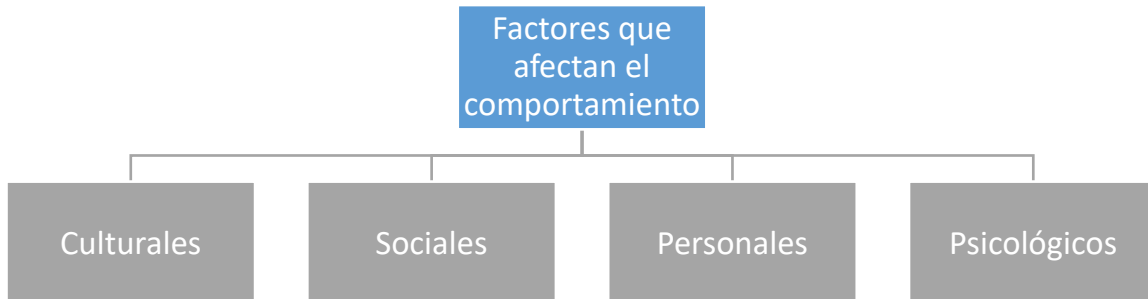 Factores que
afectan el
comportamiento
Culturales
Sociales
Personales
Psicológicos